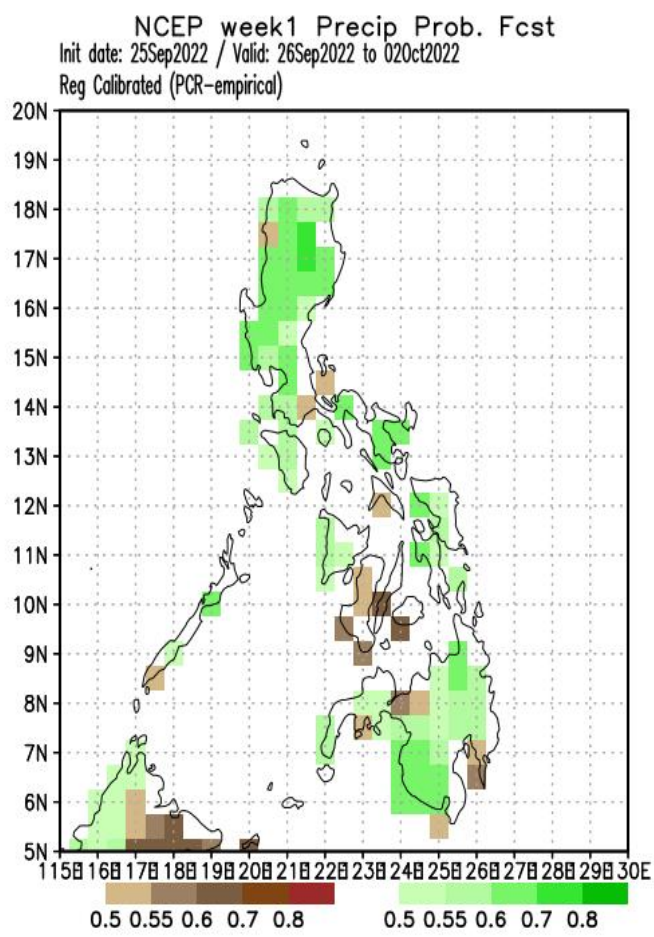 NCEP week1 Precip Prob. Fcst
Init date: 25Sep2022 / Valid: 26Sep2022 to 02Oct2022
Reg Calibrated (PCR-empirical)
20N
19N
18N
17N
16N
15N
14N
13N
12N
11N
10N
9N
8N
7N
6N
5N
115E 116E 117E 118E 119E 120E 121E 122E 123E 124E 125E 126E 127E 128E 129E 130E
0.5 0.55 0.6 0.7 0.8 0.5 0.55 0.6 0.7 0.8